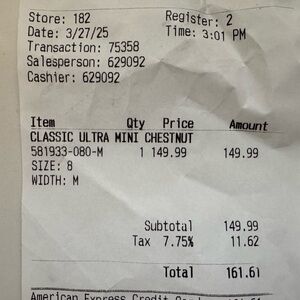 Store: 182 Register: 2
Date: 3/27/25 Time: 3:01 PM
Transaction: 75358
Salesperson: 629092
Cashier: 629092
Item Qty Price Amount
CLASSIC ULTRA MINI CHESTNUT
581933-080-M 1 149.99 149.99
SIZE: 8
WIDTH: M
Subtotal 149.99
Tax 7.75% 11.62
Total 161.61
American Express Credit